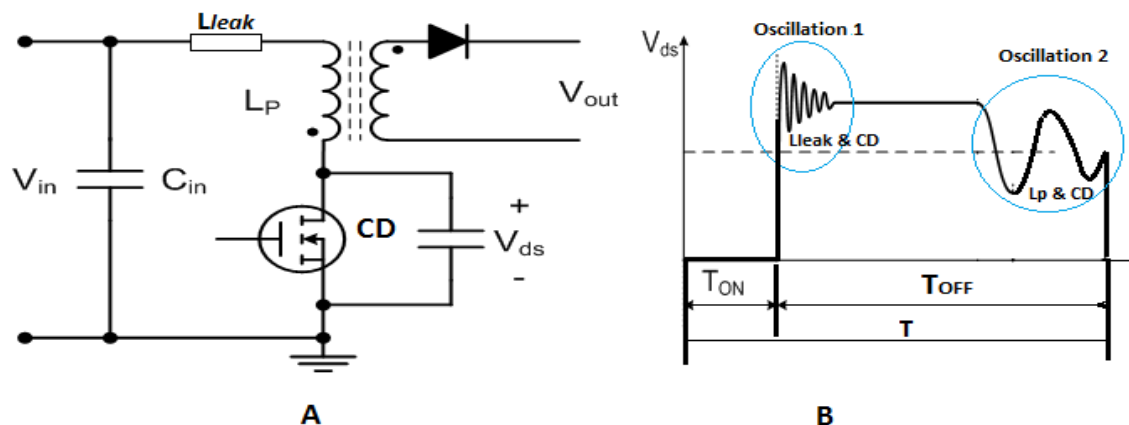 Lleak
LP
Vin
Cin
CD
+
Vds
-
Vout
A
Oscillation 1
Vds
Oscillation 2
Lleak & CD
Lp & CD
TON
TOFF
T
B